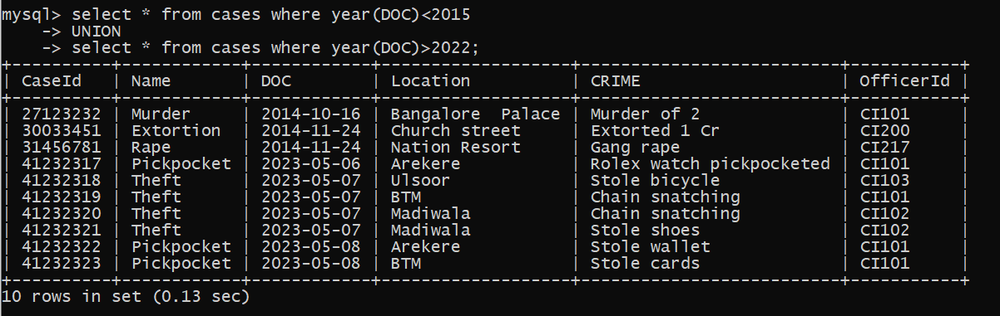 mysql> select * from cases where year(DOC)<2015
    -> UNION
    -> select * from cases where year(DOC)>2022;
+----------+------------+------------+-------------------+-------------------------+-----------+
| CaseId   | Name       | DOC        | Location          | CRIME                   | OfficerId |
+----------+------------+------------+-------------------+-------------------------+-----------+
| 27123232 | Murder     | 2014-10-16 | Bangalore  Palace | Murder of 2             | CI101     |
| 30033451 | Extortion  | 2014-11-24 | Church street     | Extorted 1 Cr           | CI200     |
| 31456781 | Rape       | 2014-11-24 | Nation Resort     | Gang rape               | CI217     |
| 41232317 | Pickpocket | 2023-05-06 | Arekere           | Rolex watch pickpocketed | CI101     |
| 41232318 | Theft      | 2023-05-07 | Ulsoor            | Stole bicycle           | CI103     |
| 41232319 | Theft      | 2023-05-07 | BTM               | Chain snatching         | CI101     |
| 41232320 | Theft      | 2023-05-07 | Madiwala          | Chain snatching         | CI102     |
| 41232321 | Theft      | 2023-05-07 | Madiwala          | Stole shoes             | CI102     |
| 41232322 | Pickpocket | 2023-05-08 | Arekere           | Stole wallet            | CI101     |
| 41232323 | Pickpocket | 2023-05-08 | BTM               | Stole cards             | CI101     |
+----------+------------+------------+-------------------+-------------------------+-----------+
10 rows in set (0.13 sec)